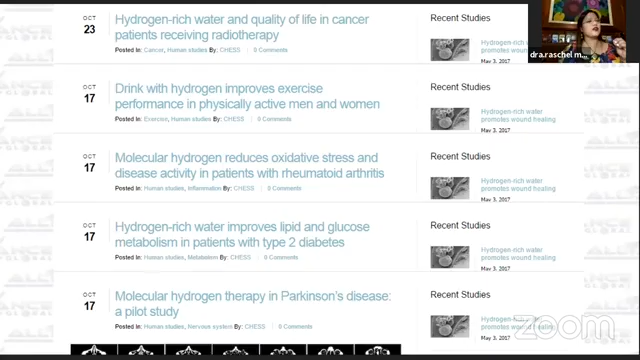 OCT
23
Hydrogen-rich water and quality of life in cancer
patients receiving radiotherapy
Posted In: Cancer, Human studies By: CHESS | 0 Comments
Recent Studies
Hydrogen-rich w
promotes wound
May 3, 2017
dra.raschel m...
OCT
17
Drink with hydrogen improves exercise
performance in physically active men and women
Posted In: Exercise, Human studies By: CHESS | 0 Comments
Recent Studies
Hydrogen-rich water
promotes wound healing
May 3, 2017
OCT
17
Molecular hydrogen reduces oxidative stress and
disease activity in patients with rheumatoid arthritis
Posted In: Human studies, Inflammation By: CHESS | 0 Comments
Recent Studies
Hydrogen-rich water
promotes wound healing
May 3, 2017
OCT
17
Hydrogen-rich water improves lipid and glucose
metabolism in patients with type 2 diabetes
Posted In: Human studies, Metabolism By: CHESS | 0 Comments
Recent Studies
Hydrogen-rich water
promotes wound healing
May 3, 2017
OCT
17
Molecular hydrogen therapy in Parkinson's disease:
a pilot study
Posted In: Human studies, Nervous system By: CHESS | 0 Comments
Recent Studies
Hydrogen-rich water
promotes wound healing
May 3, 2017
zoom